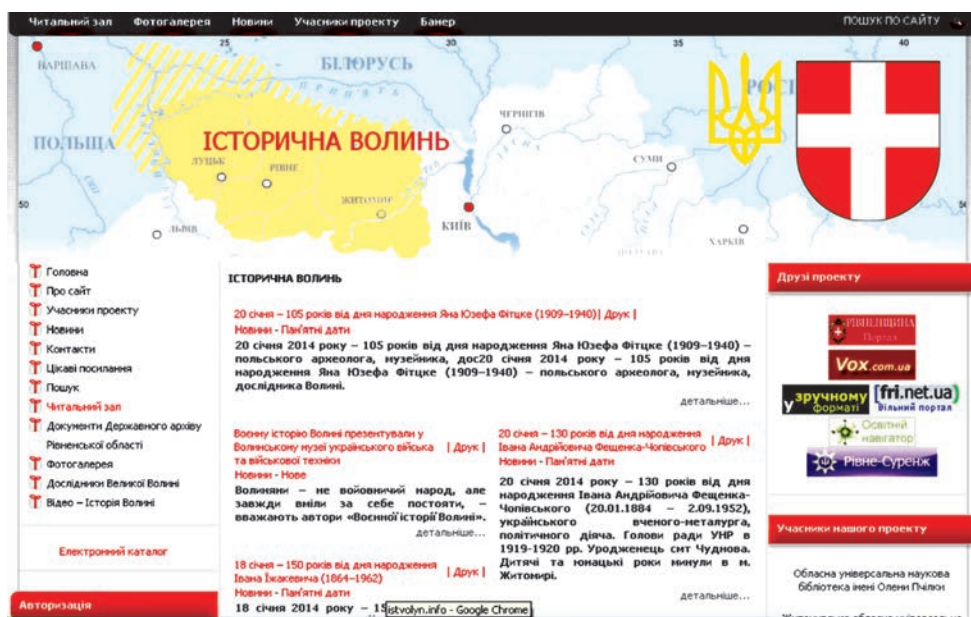 Читальний зал Фотогалерея Новини Учасники проекту Банер ПОШУК ПО САЙТУ
25 30 35 40
ВАРШАВА
БІЛОРУСЬ
ПРИП'ЯТЬ
ЧЕРНІГІВ
ПОЛЬЩА
ІСТОРИЧНА ВОЛИНЬ
ЛУЦЬК
РІВНЕ
СУМИ
ЖИТОМИР
50
КИЇВ
ЛЬВІВ
ХАРКІВ
Головна
Про сайт
Учасники проекту
Новини
Контакти
Цікаві посилання
Пошук
Читальний зал
Документи Державного архіву
Рівненської області
Фотогалерея
Дослідники Великої Волині
Відео – Історія Волині
Електронний каталог
Авторизація
ІСТОРИЧНА ВОЛИНЬ
20 січня – 105 років від дня народження Яна Юзефа Фітцке (1909–1940)| Друк |
Новини - Пам'ятні дати
20 січня 2014 року – 105 років від дня народження Яна Юзефа Фітцке (1909–1940) –
польського археолога, музейника, дос20 січня 2014 року – 105 років від дня
народження Яна Юзефа Фітцке (1909–1940) – польського археолога, музейника,
дослідника Волині.
детальніше...
Воєнну історію Волині презентували у
Волинському музеї українського війська | Друк |
та військової техніки
Новини - Нове
Волиняни – не войовничий народ, але
завжди вміли за себе постояти, –
вважають автори «Воєнної історії Волині».
детальніше...
18 січня – 150 років від дня народження
Івана Їжакевича (1864–1962) | Друк |
Новини - Пам'ятні дати
18 січня 2014 року – 15
istvolyn.info - Google Chrome
20 січня – 130 років від дня народження
Івана Андрійовича Фещенка-Чопівського | Друк |
Новини - Пам'ятні дати
20 січня 2014 року – 130 років від дня
народження Івана Андрійовича Фещенка-
Чопівського (20.01.1884 – 2.09.1952),
українського вченого-металурга,
політичного діяча. Голови ради УНР в
1919-1920 рр. Уродженець смт Чуднова.
Дитячі та юнацькі роки минули в м.
Житомирі.
детальніше...
Друзі проекту
РІВНЕНЩИНА
Портал
Vox.com.ua
у зручному форматі
[fri.net.ua]
Вільний портал
Освітній
навігатор
Рівне-Суренж
Учасники нашого проекту
Обласна універсальна наукова
бібліотека імені Олени Пчілки